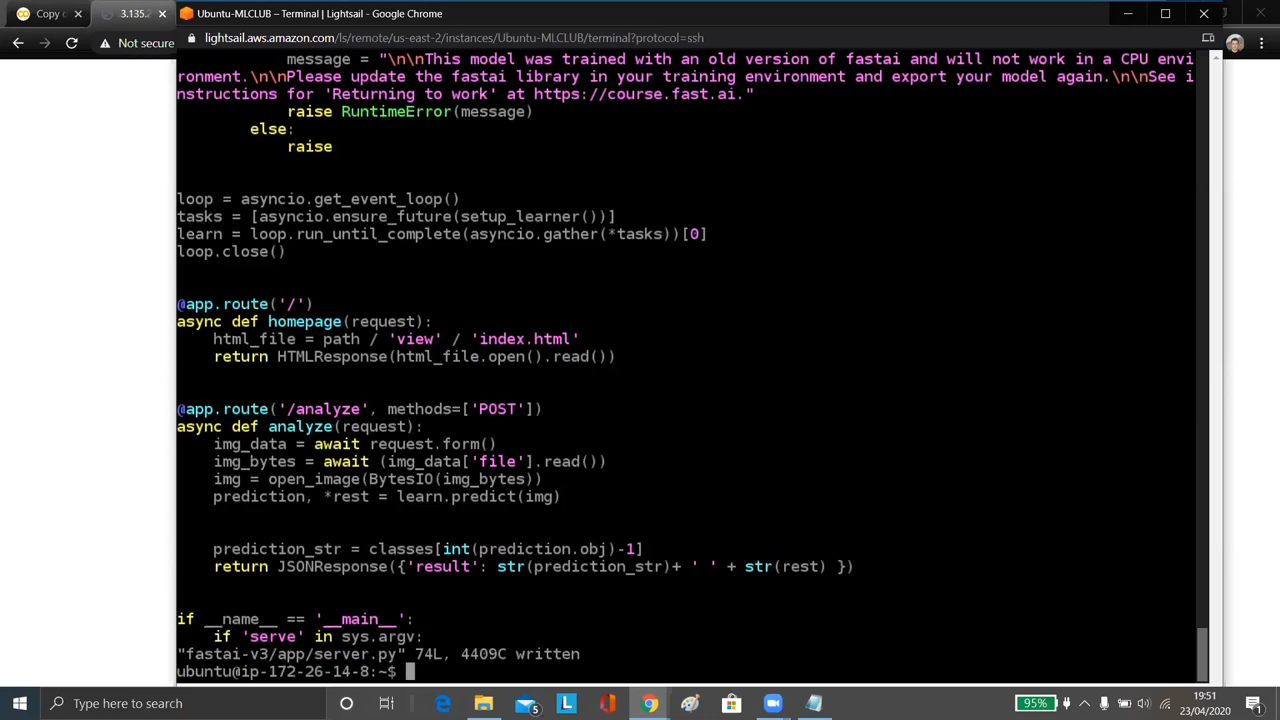 Copy c
3.135.2
Ubuntu-MLCLUB – Terminal | Lightsail - Google Chrome
Not secure
lightsail.aws.amazon.com/ls/remote/us-east-2/instances/Ubuntu-MLCLUB/terminal?protocol=ssh
message = "\n\nThis model was trained with an old version of fastai and will not work in a CPU envi
ronment.\n\nPlease update the fastai library in your training environment and export your model again.\n\nSee i
nstructions for 'Returning to work' at https://course.fast.ai."
raise RuntimeError(message)
else:
raise
loop = asyncio.get_event_loop()
tasks = [asyncio.ensure_future(setup_learner())]
learn = loop.run_until_complete(asyncio.gather(*tasks))[0]
loop.close()
@app.route('/')
async def homepage(request):
html_file = path / 'view' / 'index.html'
return HTMLResponse(html_file.open().read())
@app.route('/analyze', methods=['POST'])
async def analyze(request):
img_data = await request.form()
img_bytes = await (img_data['file'].read())
img = open_image(BytesIO(img_bytes))
prediction, *rest = learn.predict(img)
prediction_str = classes[int(prediction.obj)-1]
return JSONResponse({'result': str(prediction_str)+ ' ' + str(rest) })
if __name__ == '__main__':
if 'serve' in sys.argv:
"fastai-v3/app/server.py" 74L, 4409C written
ubuntu@ip-172-26-14-8:~$
Type here to search
5
L
95%
19:51
23/04/2020
1